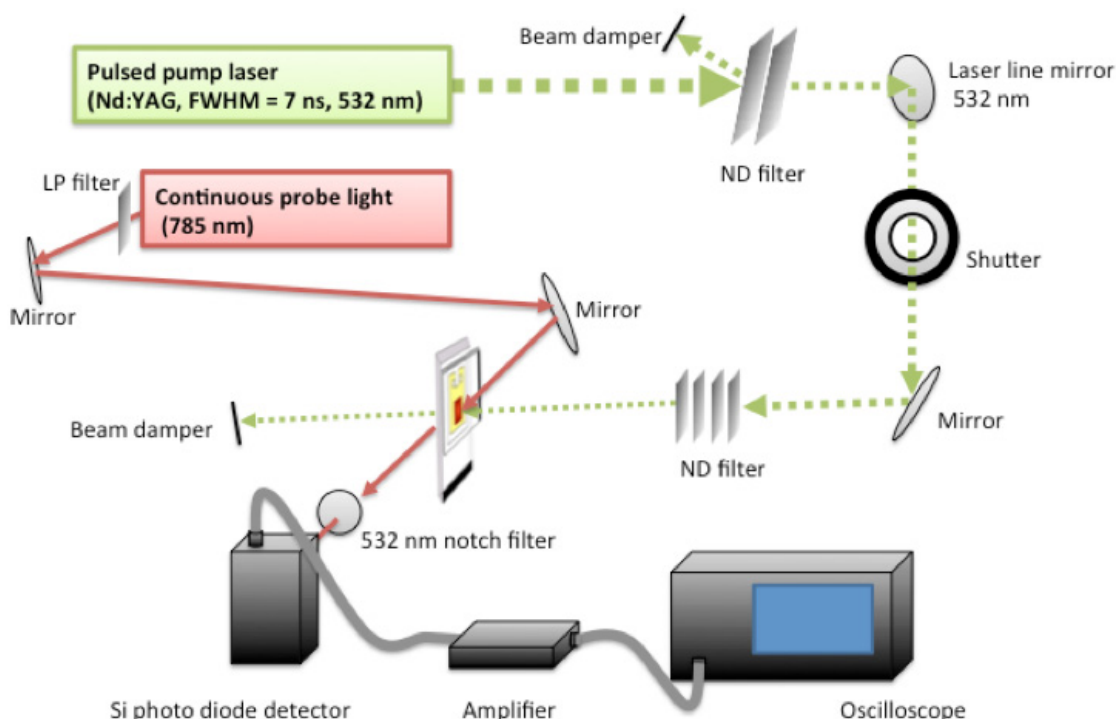 Beam damper
Pulsed pump laser
(Nd:YAG, FWHM = 7 ns, 532 nm)
Laser line mirror
532 nm
ND filter
LP filter
Continuous probe light
(785 nm)
Shutter
Mirror
Mirror
Beam damper
Mirror
ND filter
532 nm notch filter
Si photo diode detector
Amplifier
Oscilloscope